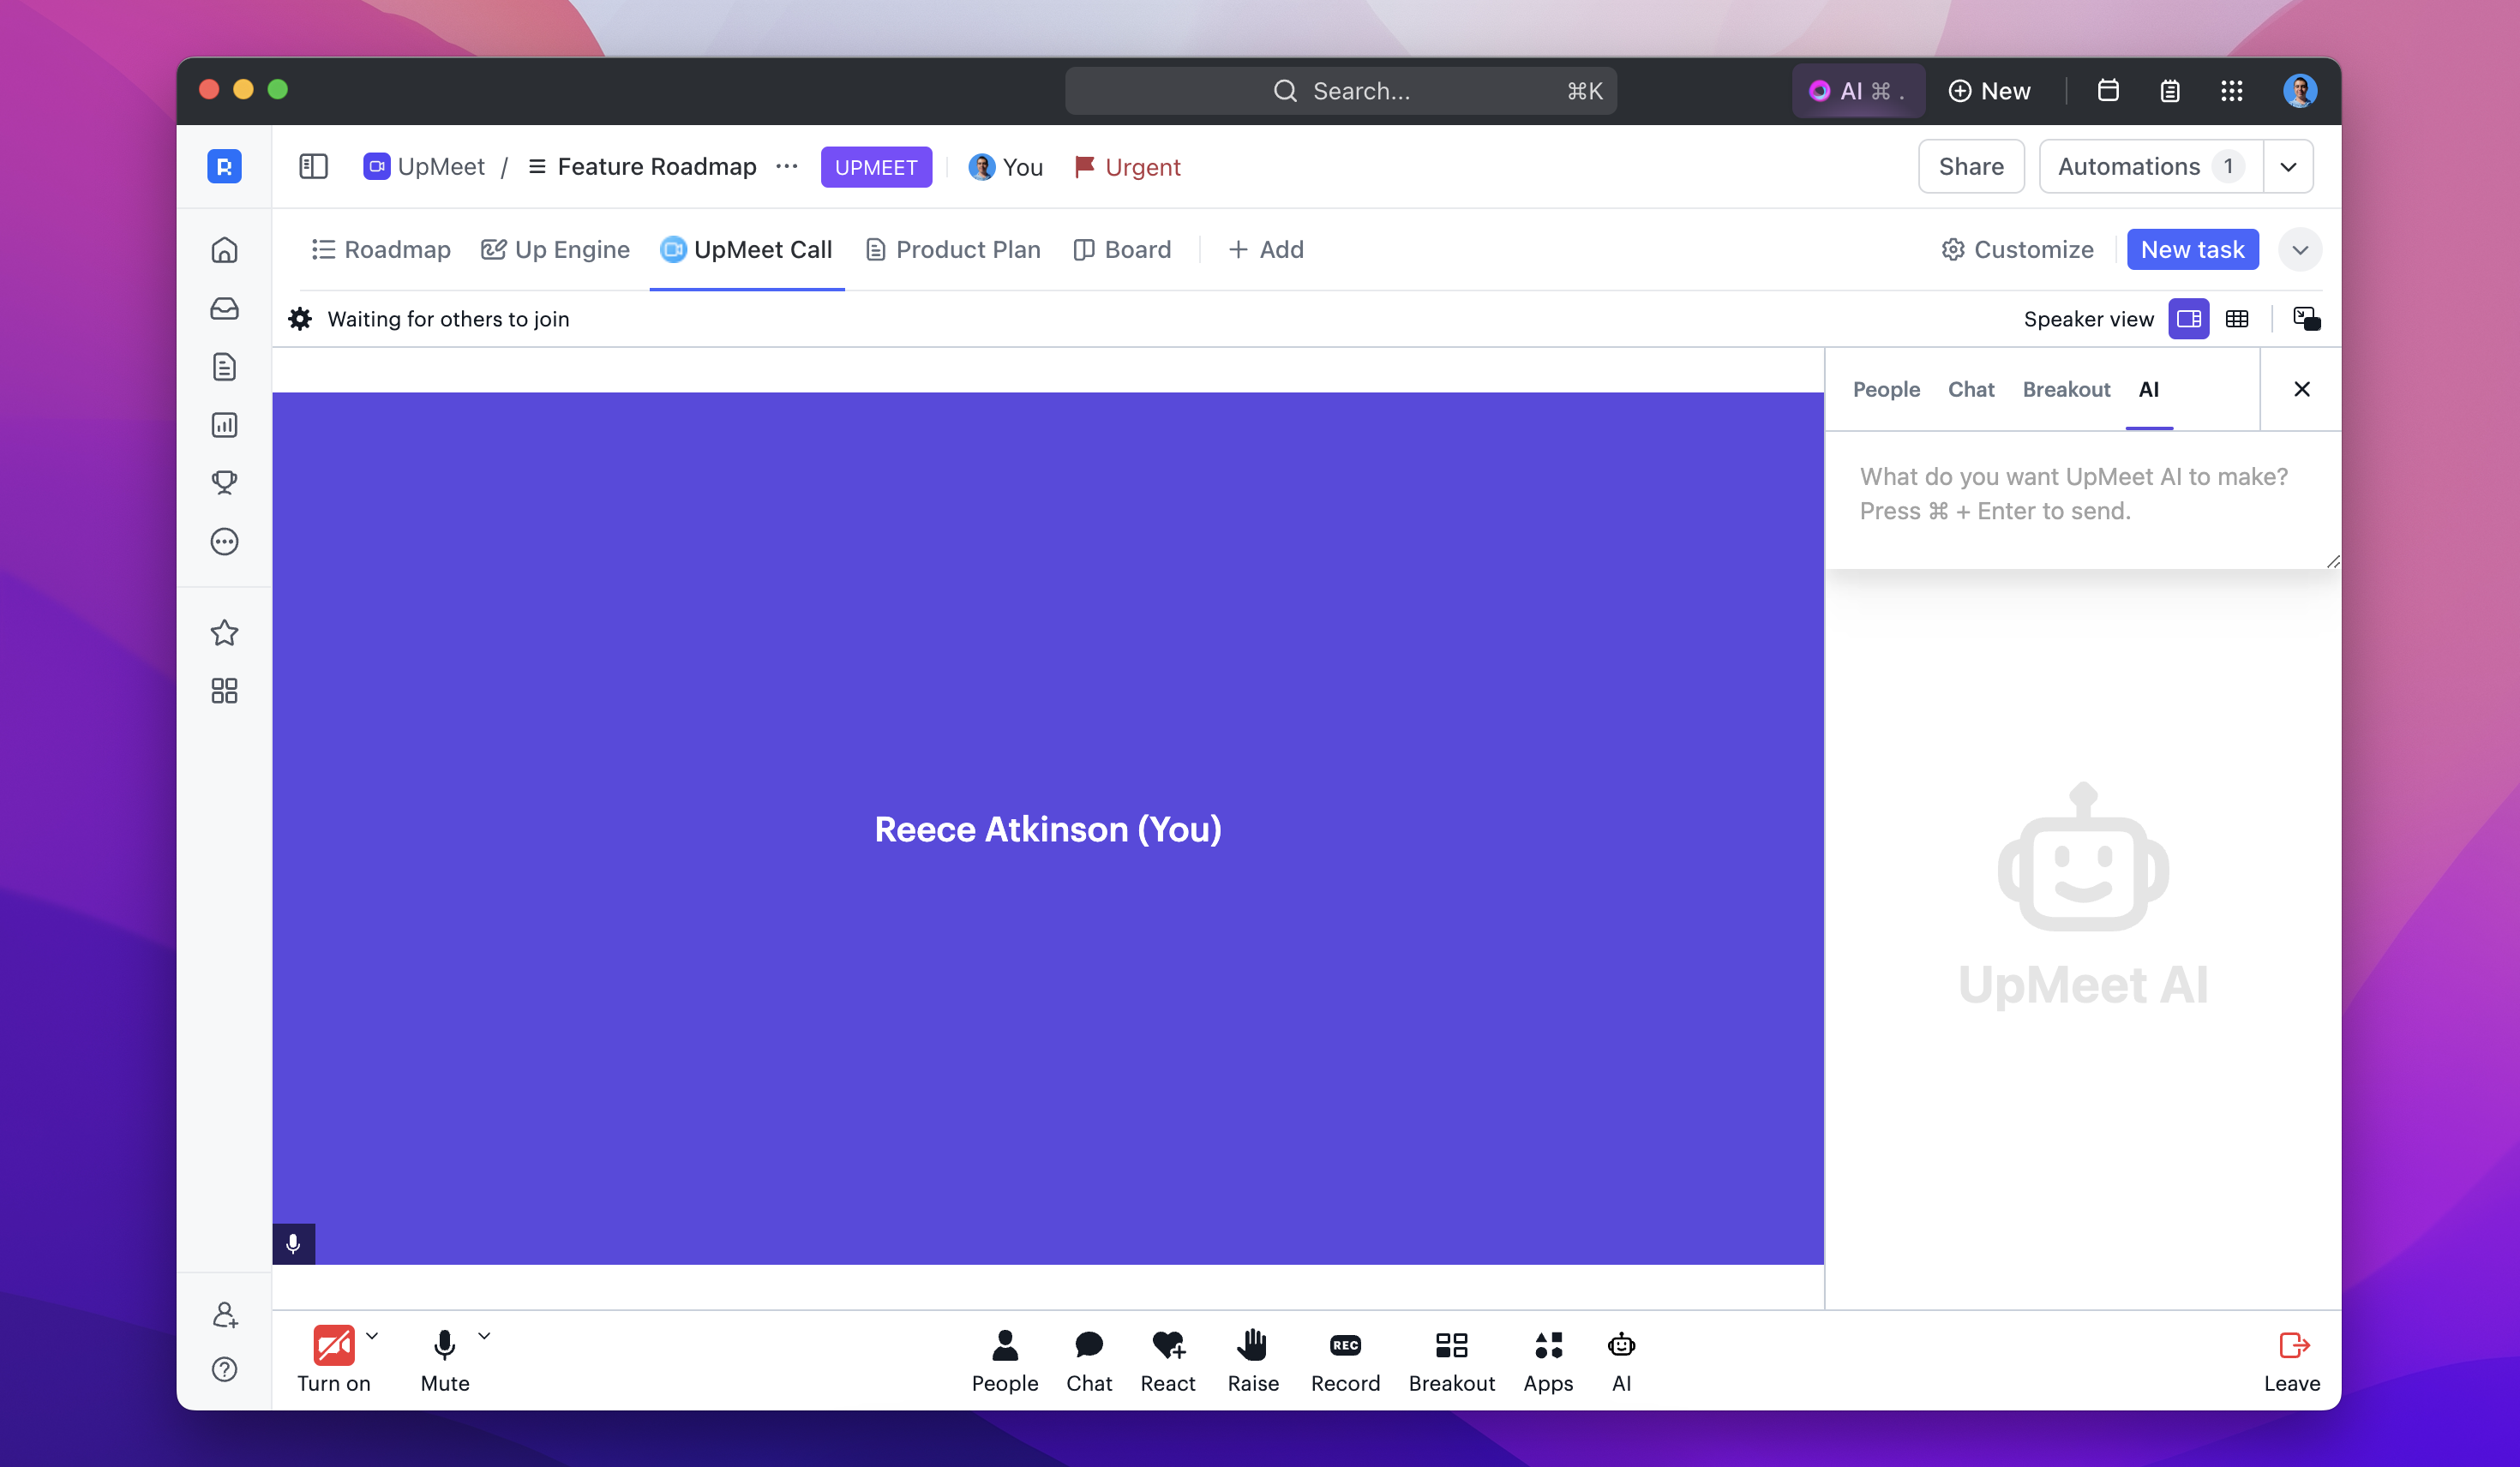 Search... ⌘K
AI ⌘ .
New
R
UpMeet / Feature Roadmap ···
UPMEET
You
Urgent
Share
Automations 1
Roadmap
Up Engine
UpMeet Call
Product Plan
Board
+ Add
Customize
New task
Waiting for others to join
Speaker view
People
Chat
Breakout
AI
What do you want UpMeet AI to make?
Press ⌘ + Enter to send.
Reece Atkinson (You)
UpMeet AI
Turn on
Mute
People
Chat
React
Raise
REC
Record
Breakout
Apps
AI
Leave